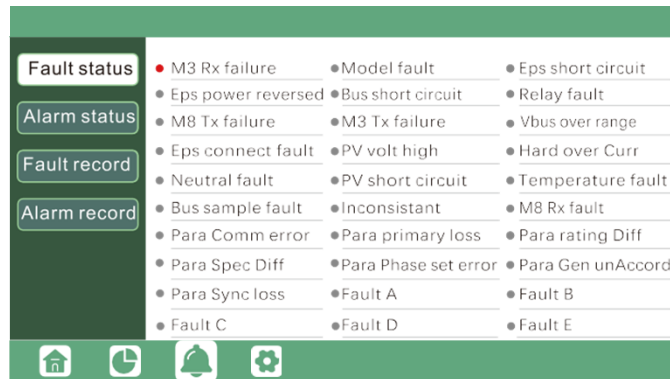 Fault status
Alarm status
Fault record
Alarm record
M3 Rx failure Model fault Eps short circuit
Eps power reversed Bus short circuit Relay fault
M8 Tx failure M3 Tx failure Vbus over range
Eps connect fault PV volt high Hard over Curr
Neutral fault PV short circuit Temperature fault
Bus sample fault Inconsistant M8 Rx fault
Para Comm error Para primary loss Para rating Diff
Para Spec Diff Para Phase set error Para Gen unAccord
Para Sync loss Fault A Fault B
Fault C Fault D Fault E